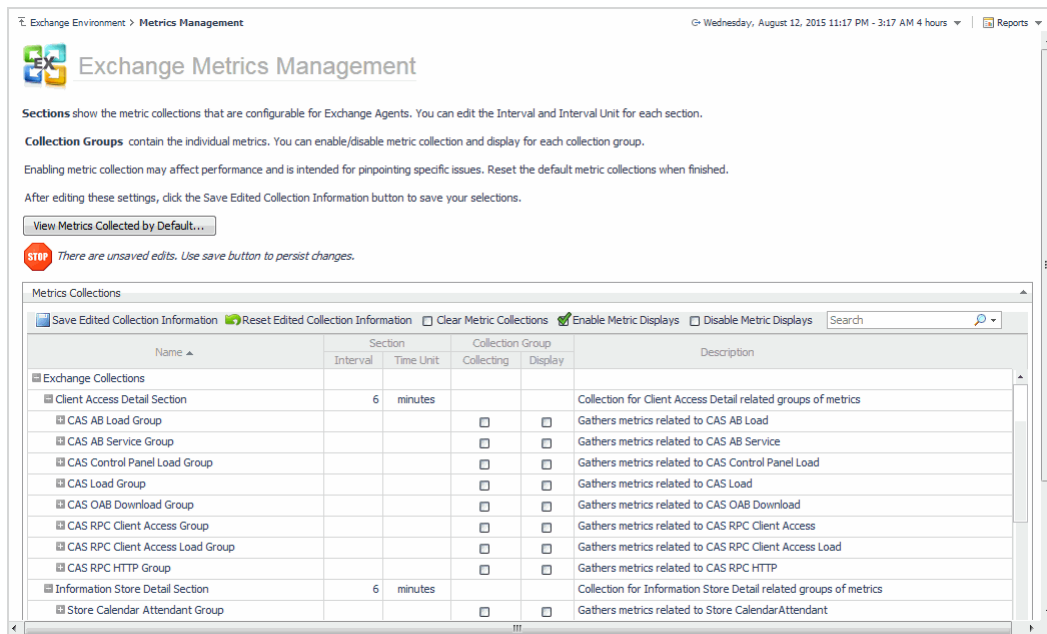 Exchange Environment > Metrics Management
Wednesday, August 12, 2015 11:17 PM - 3:17 AM 4 hours
Reports
EX
Exchange Metrics Management
Sections show the metric collections that are configurable for Exchange Agents. You can edit the Interval and Interval Unit for each section.
Collection Groups contain the individual metrics. You can enable/disable metric collection and display for each collection group.
Enabling metric collection may affect performance and is intended for pinpointing specific issues. Reset the default metric collections when finished.
After editing these settings, click the Save Edited Collection Information button to save your selections.
View Metrics Collected by Default...
STOP There are unsaved edits. Use save button to persist changes.
Metrics Collections
Save Edited Collection Information Reset Edited Collection Information Clear Metric Collections Enable Metric Displays Disable Metric Displays Search
Name Section Collection Group Description
Interval Time Unit Collecting Display
Exchange Collections
Client Access Detail Section 6 minutes Collection for Client Access Detail related groups of metrics
CAS AB Load Group Gathers metrics related to CAS AB Load
CAS AB Service Group Gathers metrics related to CAS AB Service
CAS Control Panel Load Group Gathers metrics related to CAS Control Panel Load
CAS Load Group Gathers metrics related to CAS Load
CAS OAB Download Group Gathers metrics related to CAS OAB Download
CAS RPC Client Access Group Gathers metrics related to CAS RPC Client Access
CAS RPC Client Access Load Group Gathers metrics related to CAS RPC Client Access Load
CAS RPC HTTP Group Gathers metrics related to CAS RPC HTTP
Information Store Detail Section 6 minutes Collection for Information Store Detail related groups of metrics
Store Calendar Attendant Group Gathers metrics related to Store CalendarAttendant